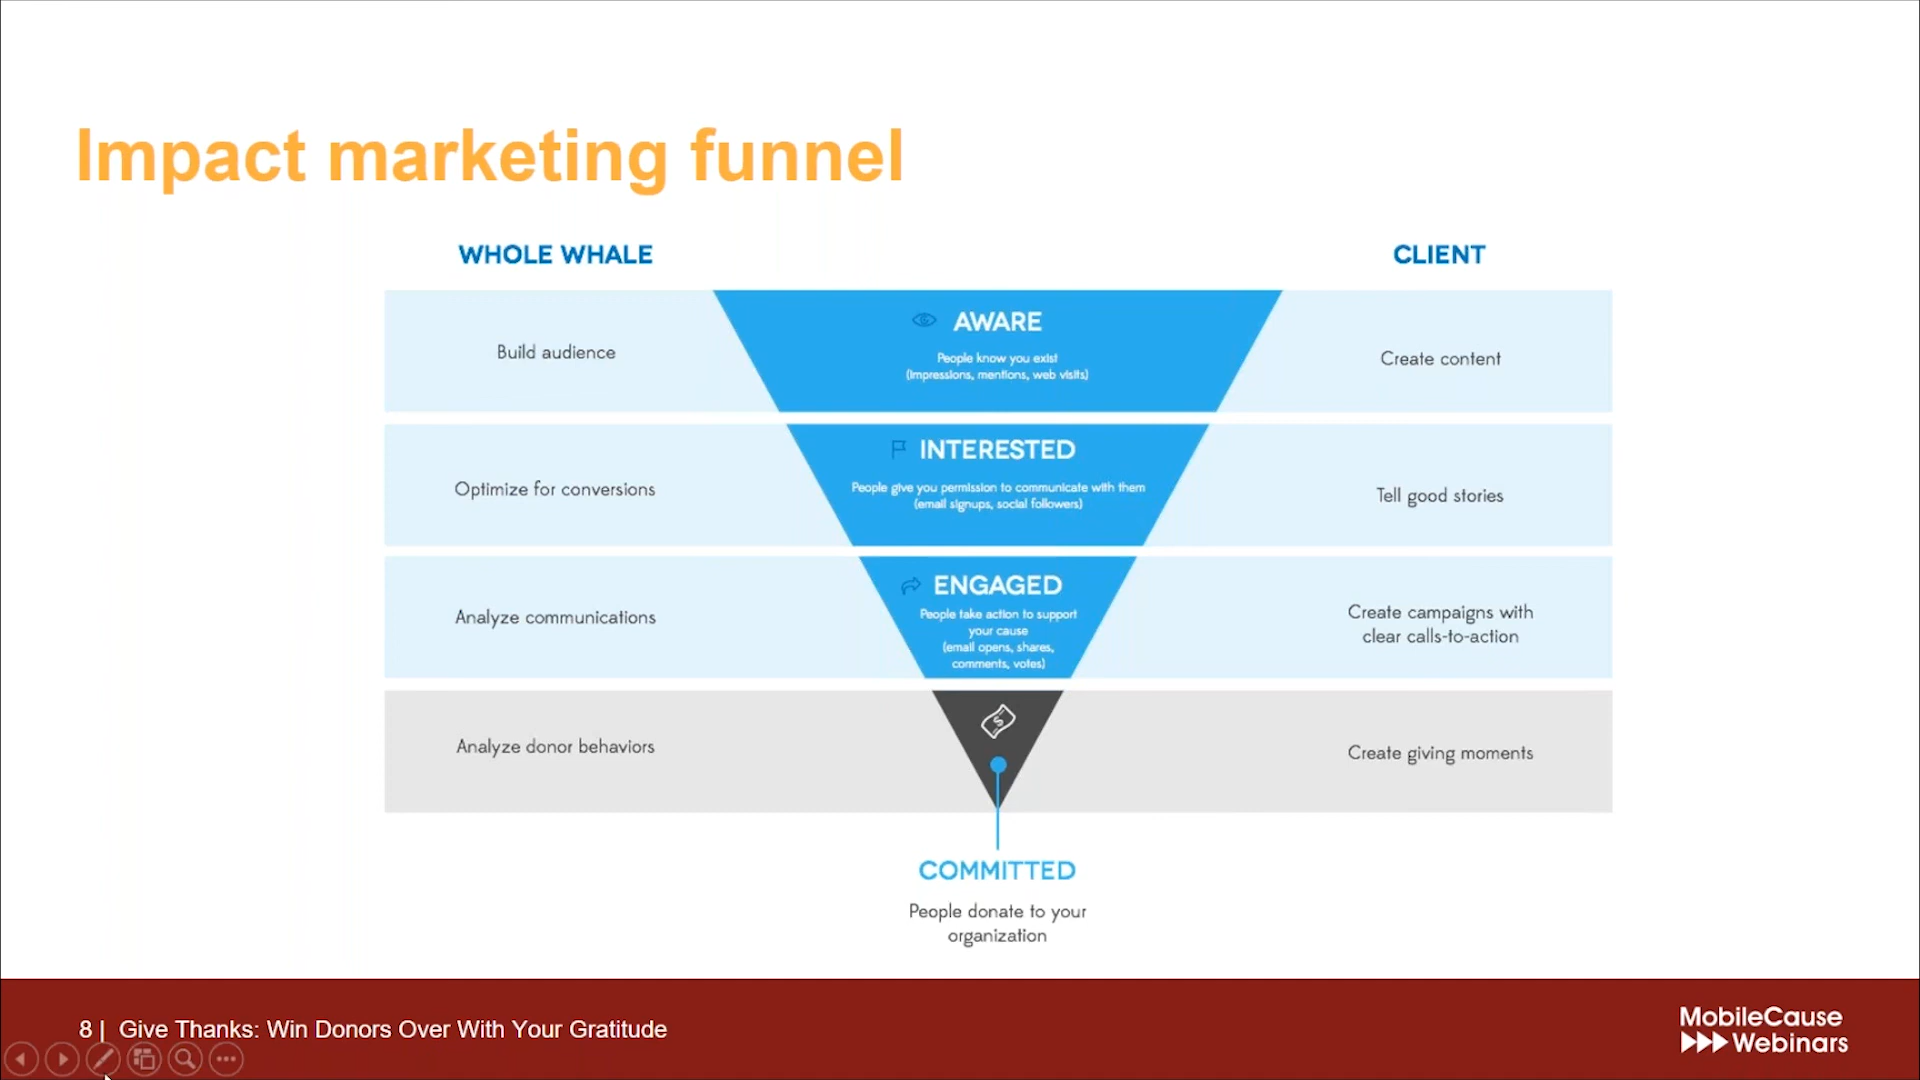 Impact marketing funnel
WHOLE WHALE
CLIENT
Build audience
AWARE
People know you exist
(impressions, mentions, web visits)
Create content
Optimize for conversions
INTERESTED
People give you permission to communicate with them
(email signups, social followers)
Tell good stories
Analyze communications
ENGAGED
People take action to support
your cause
(email opens, shares,
comments, votes)
Create campaigns with
clear calls-to-action
Analyze donor behaviors
$
Create giving moments
COMMITTED
People donate to your
organization
8 | Give Thanks: Win Donors Over With Your Gratitude
MobileCause
Webinars